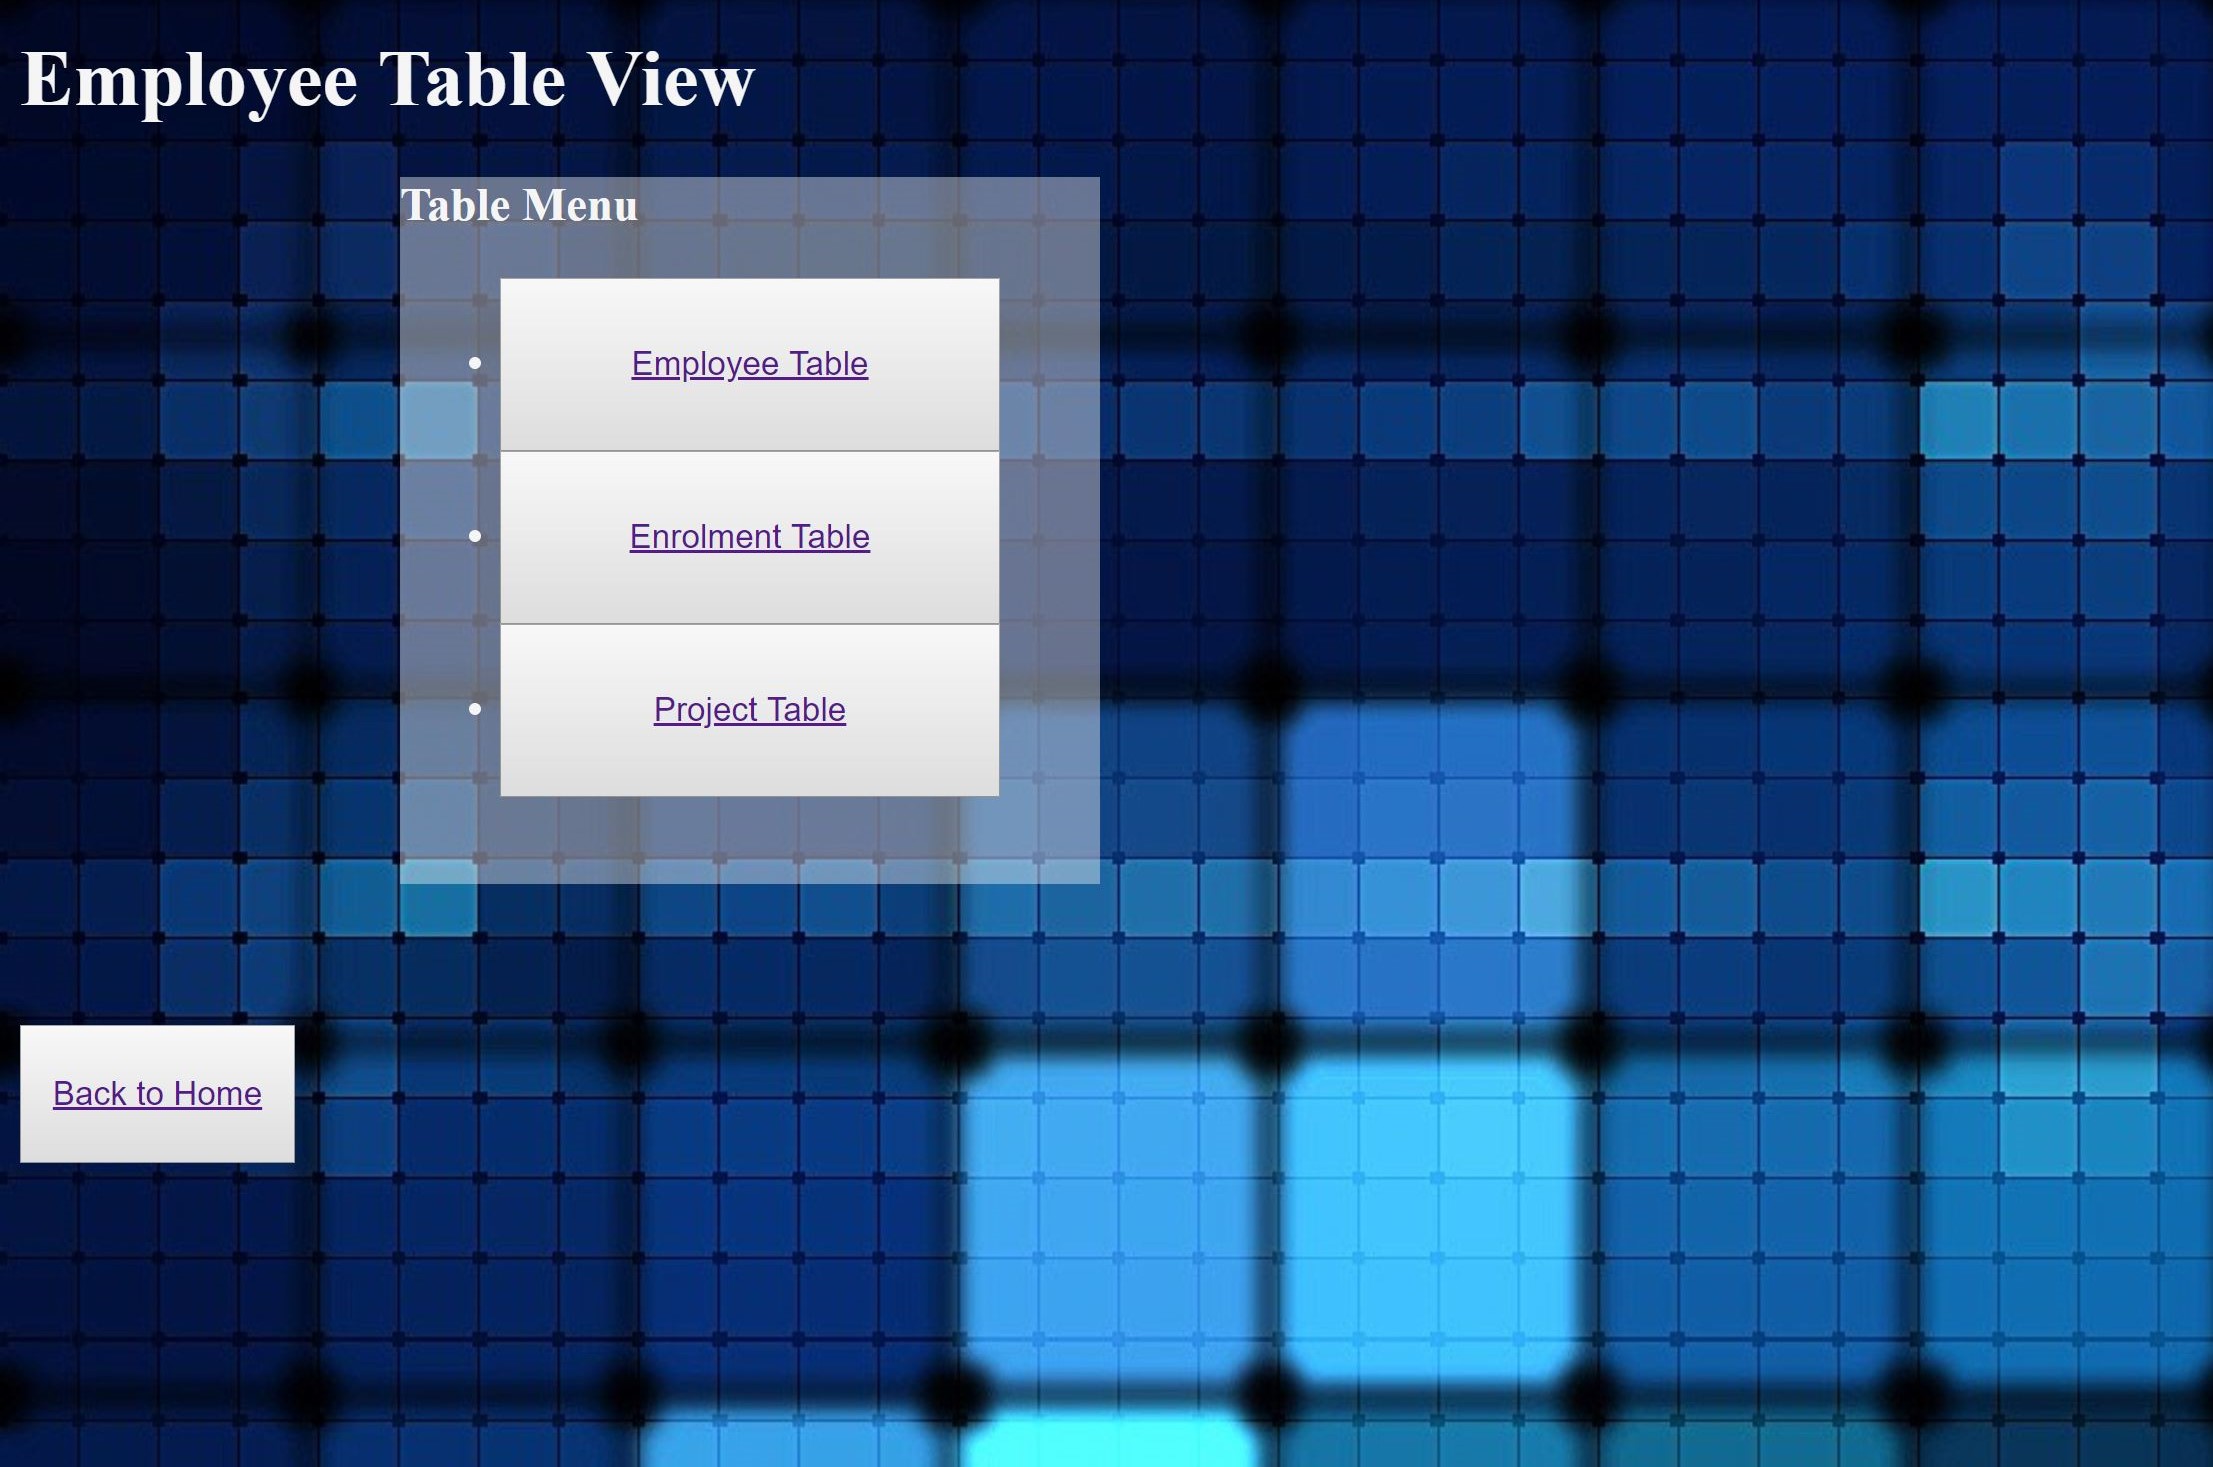 Employee Table View
Table Menu
Employee Table
Enrolment Table
Project Table
Back to Home